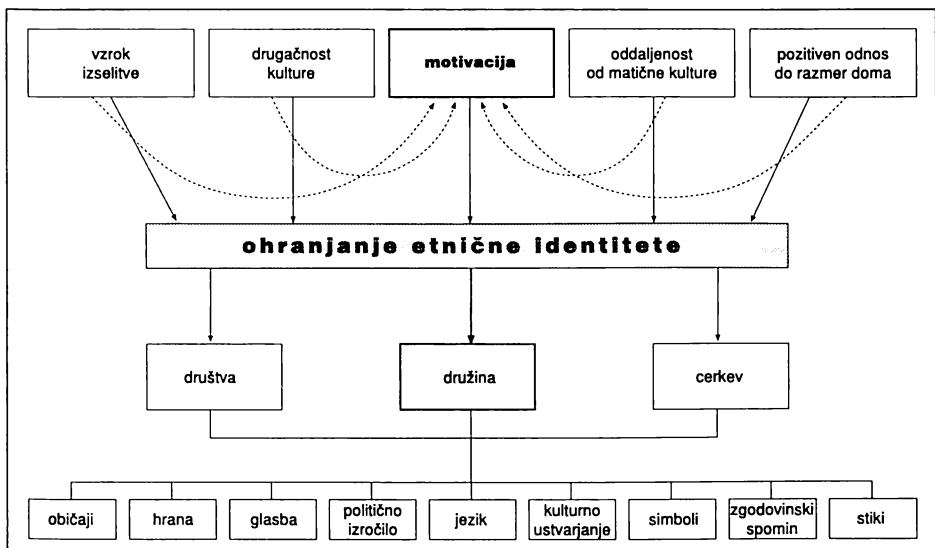 vzrok
izselitve
drugačnost
kulture
motivacija
oddaljenost
od matične kulture
pozitiven odnos
do razmer doma
ohranjanje etnične identitete
društva
družina
cerkev
običaji
hrana
glasba
politično
izročilo
jezik
kulturno
ustvarjanje
simboli
zgodovinski
spomin
stiki